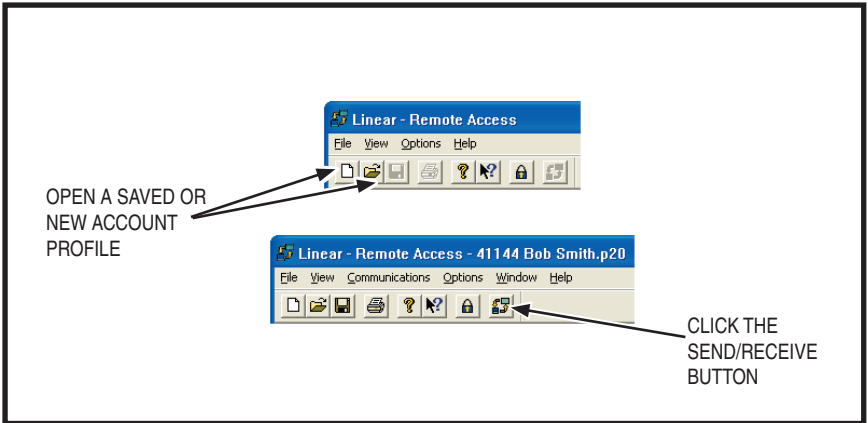 Linear - Remote Access
File View Options Help
OPEN A SAVED OR
NEW ACCOUNT
PROFILE
Linear - Remote Access - 41144 Bob Smith.p20
File View Communications Options Window Help
CLICK THE
SEND/RECEIVE
BUTTON